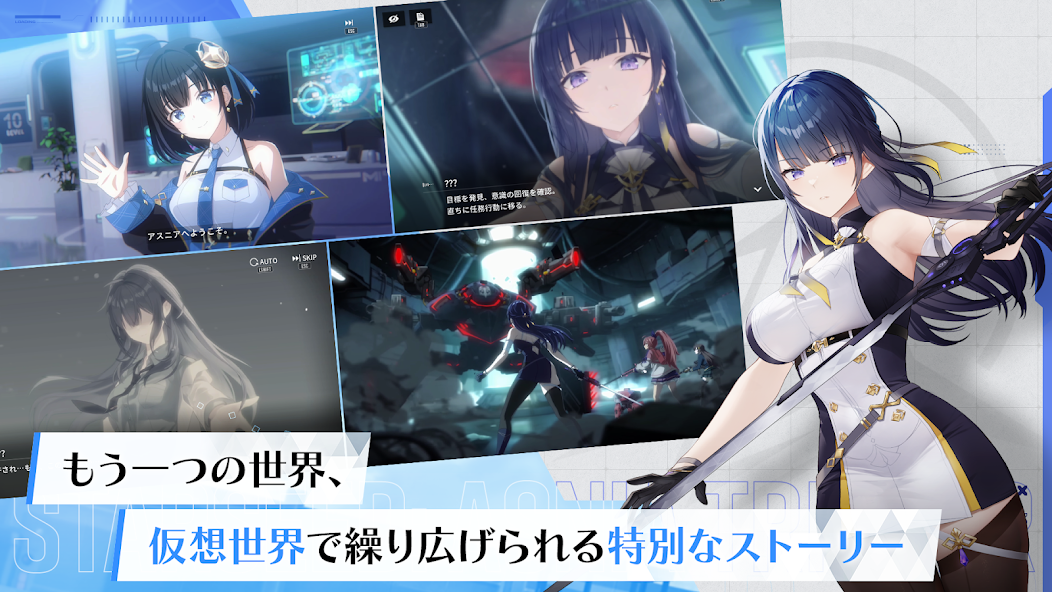 ESC
アスニアへようこそ。
LOG
???
目標を発見、意識の回復を確認。
直ちに任務行動に移る。
AUTO
SKIP
ESC
もう一つの世界、
仮想世界で繰り広げられる特別なストーリー